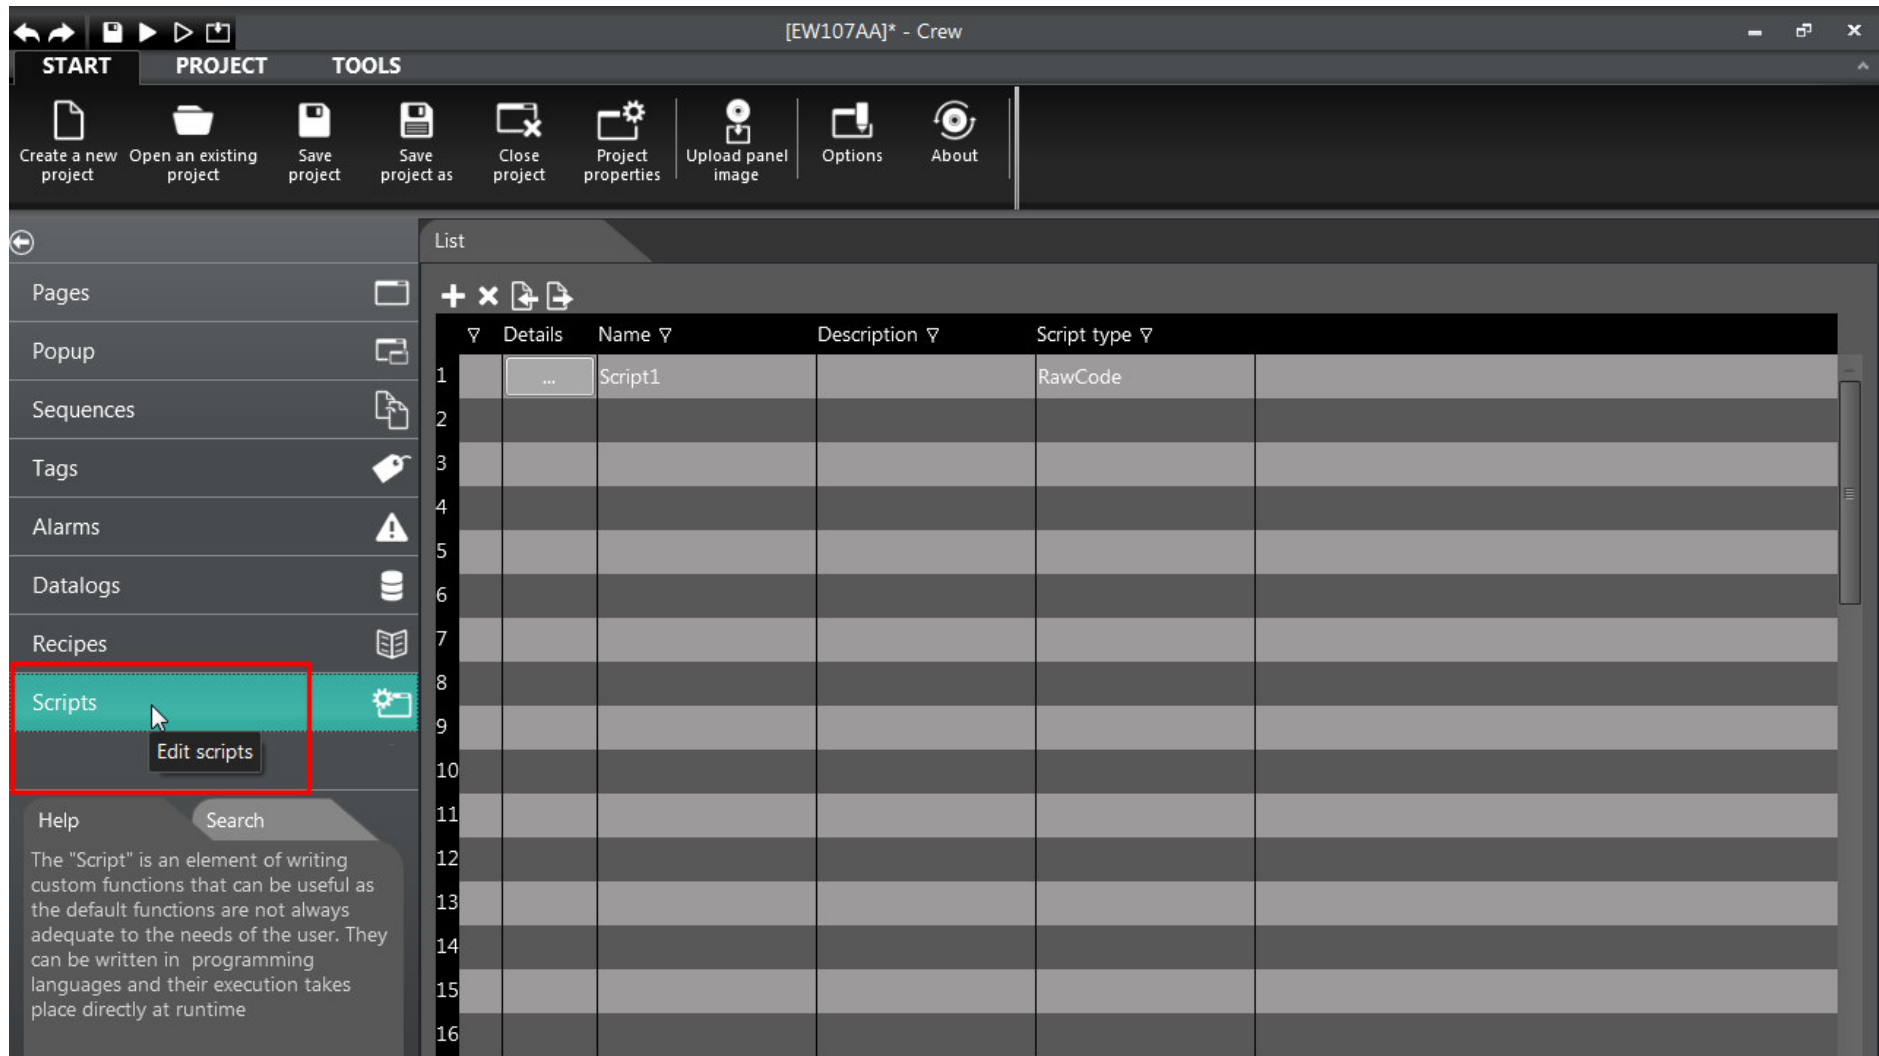 [EW107AA]* - Crew
START PROJECT TOOLS
Create a new project
Open an existing project
Save project
Save project as
Close project
Project properties
Upload panel image
Options
About
List
Pages
Popup
Sequences
Tags
Alarms
Datalogs
Recipes
Scripts
Edit scripts
Help Search
The "Script" is an element of writing
custom functions that can be useful as
the default functions are not always
adequate to the needs of the user. They
can be written in programming
languages and their execution takes
place directly at runtime
Details Name Description Script type
1 ... Script1 RawCode
2
3
4
5
6
7
8
9
10
11
12
13
14
15
16